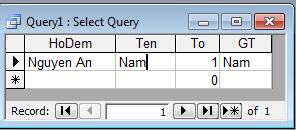 Query1 : Select Query
HoDem Ten To GT
Nguyen An Nam 1 Nam
0
Record: 1 of 1